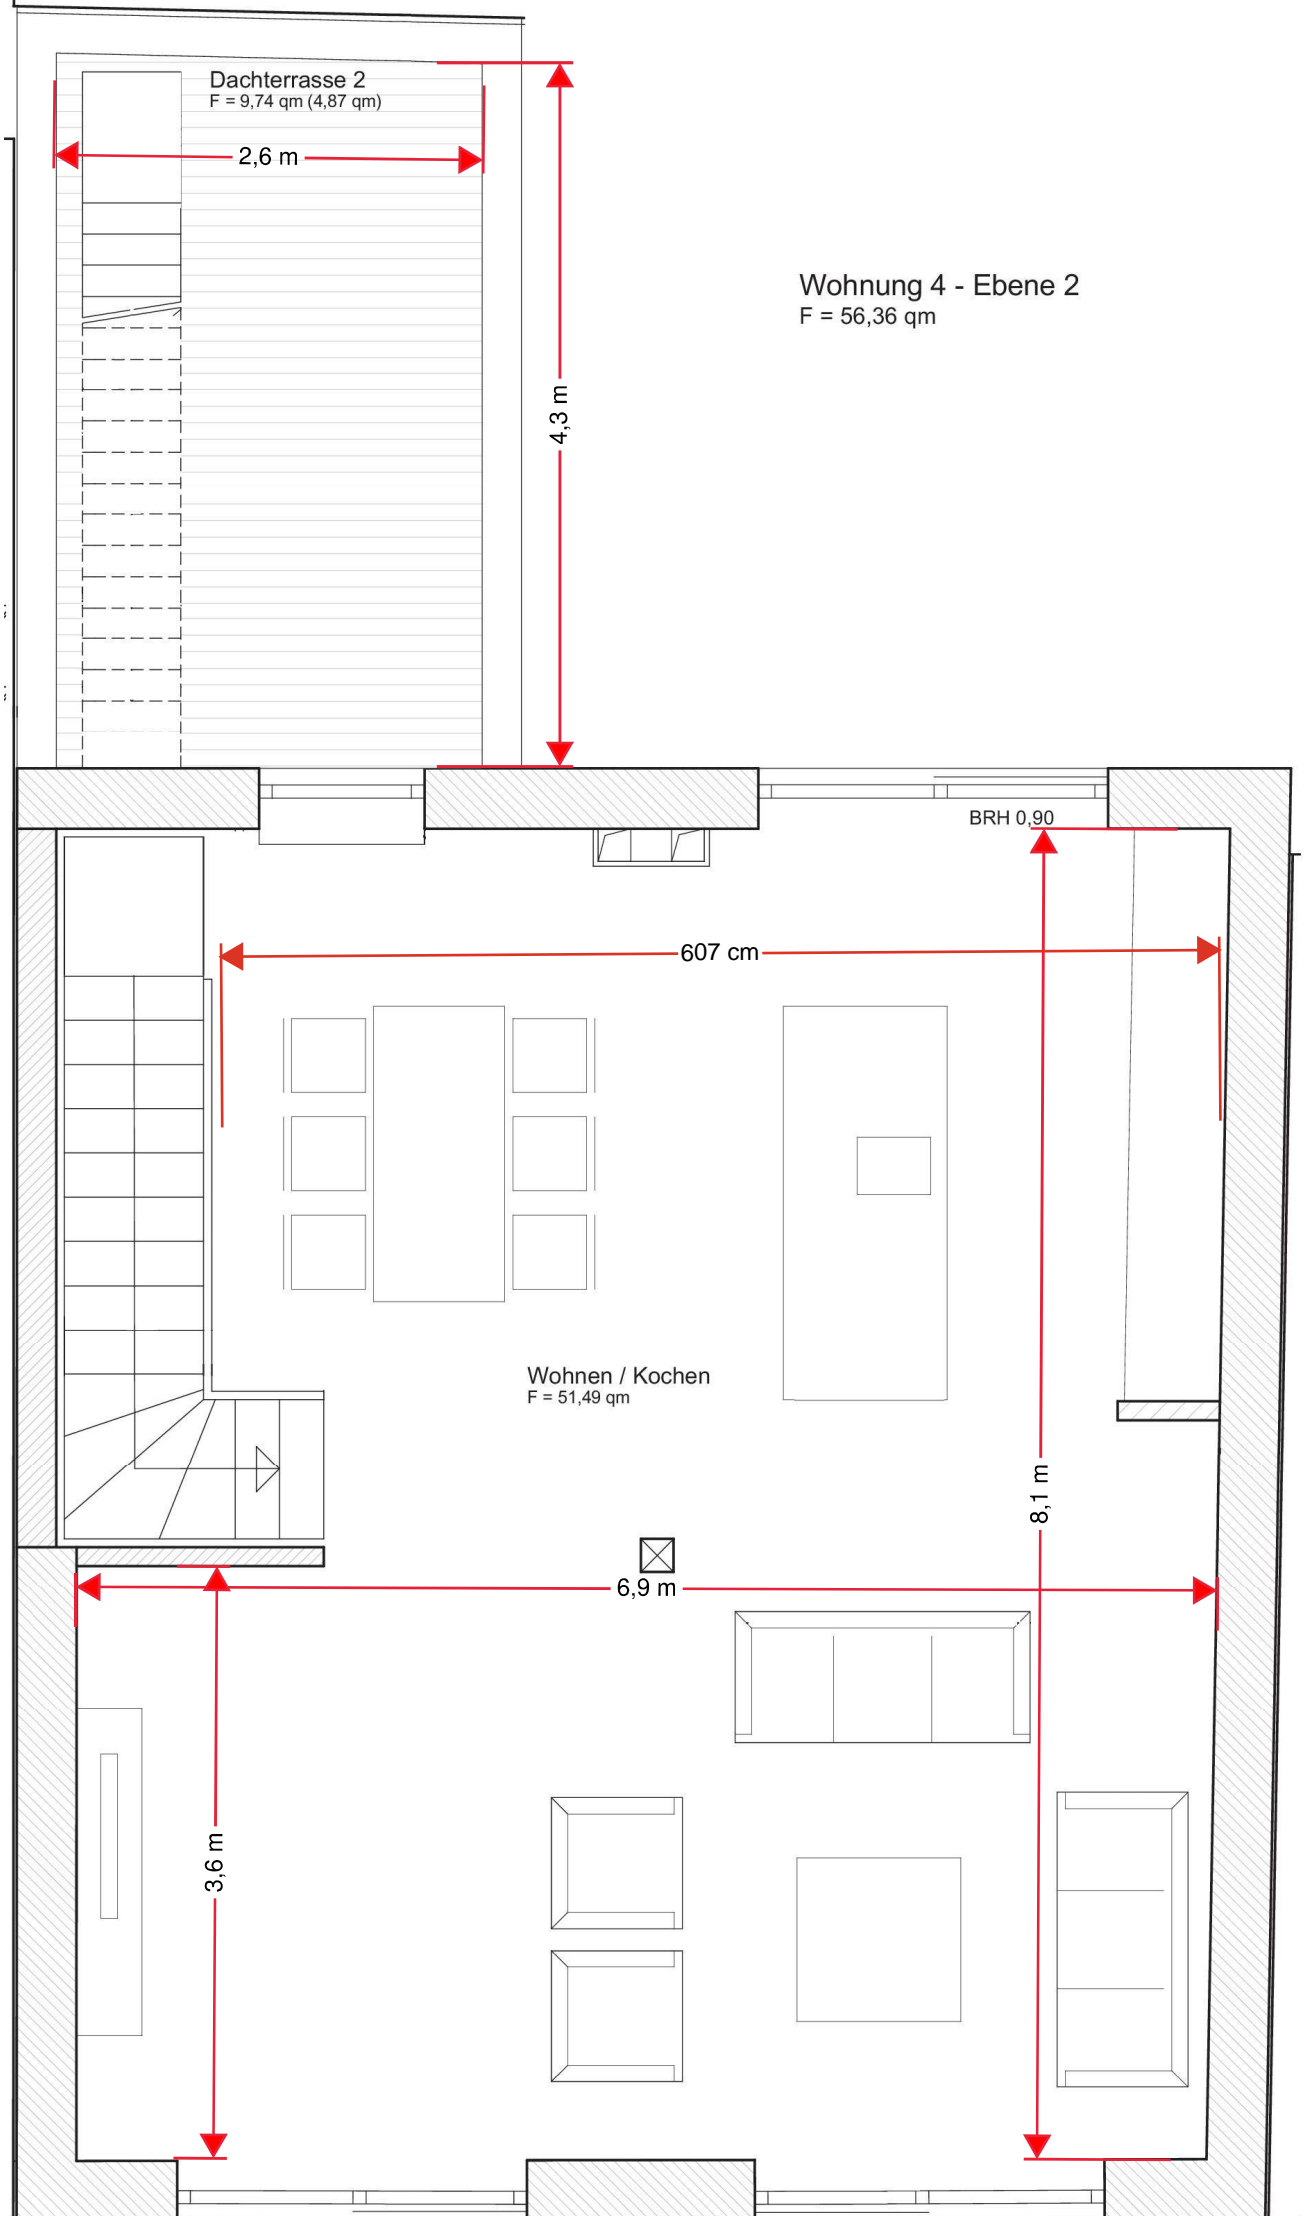 Dachterrasse 2
F = 9,74 qm (4,87 qm)
2,6 m
Wohnung 4 - Ebene 2
F = 56,36 qm
4,3 m
BRH 0,90
607 cm
Wohnen / Kochen
F = 51,49 qm
8,1 m
6,9 m
3,6 m